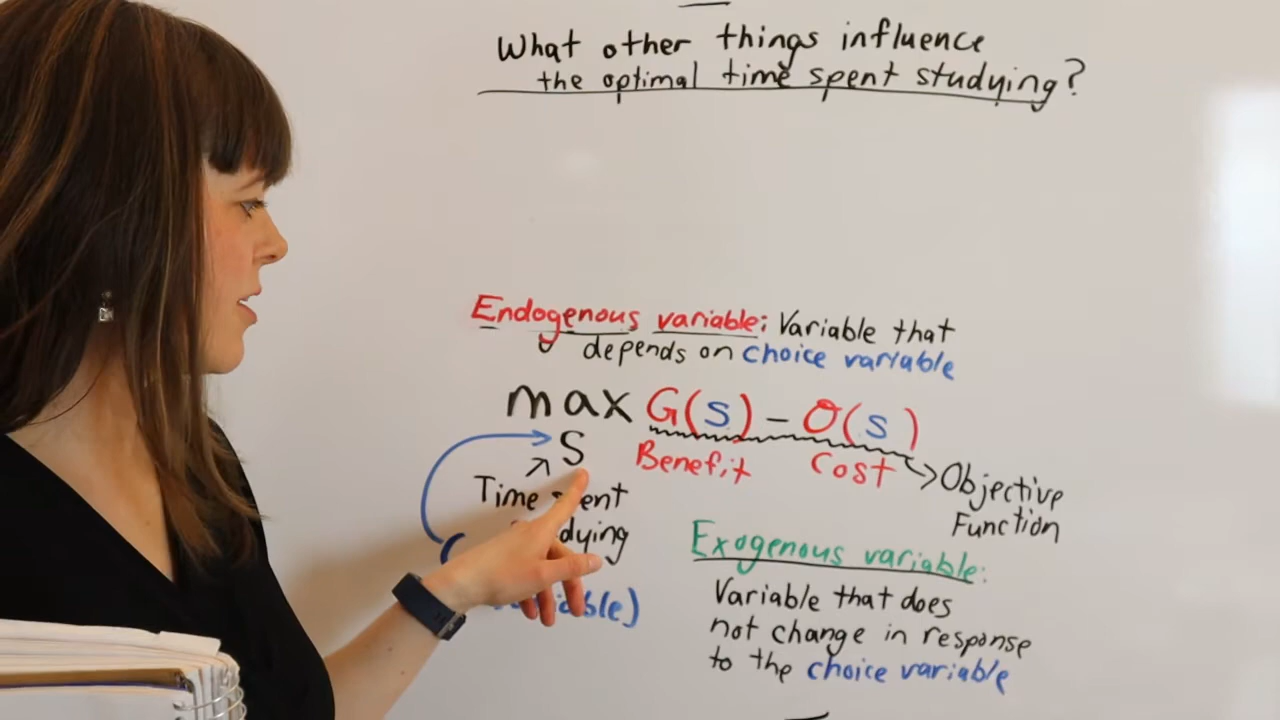 What other things influence
the optimal time spent studying?
Endogenous variable: Variable that
depends on choice variable
max G(s) - O(s)
s
Benefit Cost
Objective
Function
Time
Exogenous variable:
Variable that does
not change in response
to the choice variable